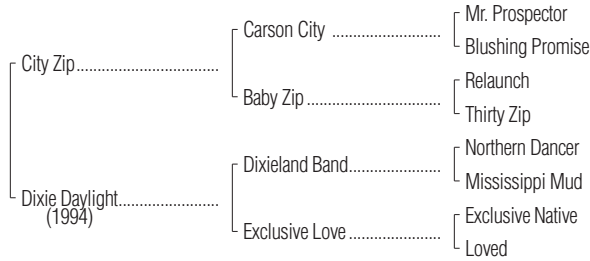 Mr. Prospector
Carson City ....................
Blushing Promise
City Zip..........................
Relaunch
Baby Zip .........................
Thirty Zip
Northern Dancer
Dixieland Band.................
Mississippi Mud
Dixie Daylight..................
(1994)
Exclusive Native
Exclusive Love .................
Loved